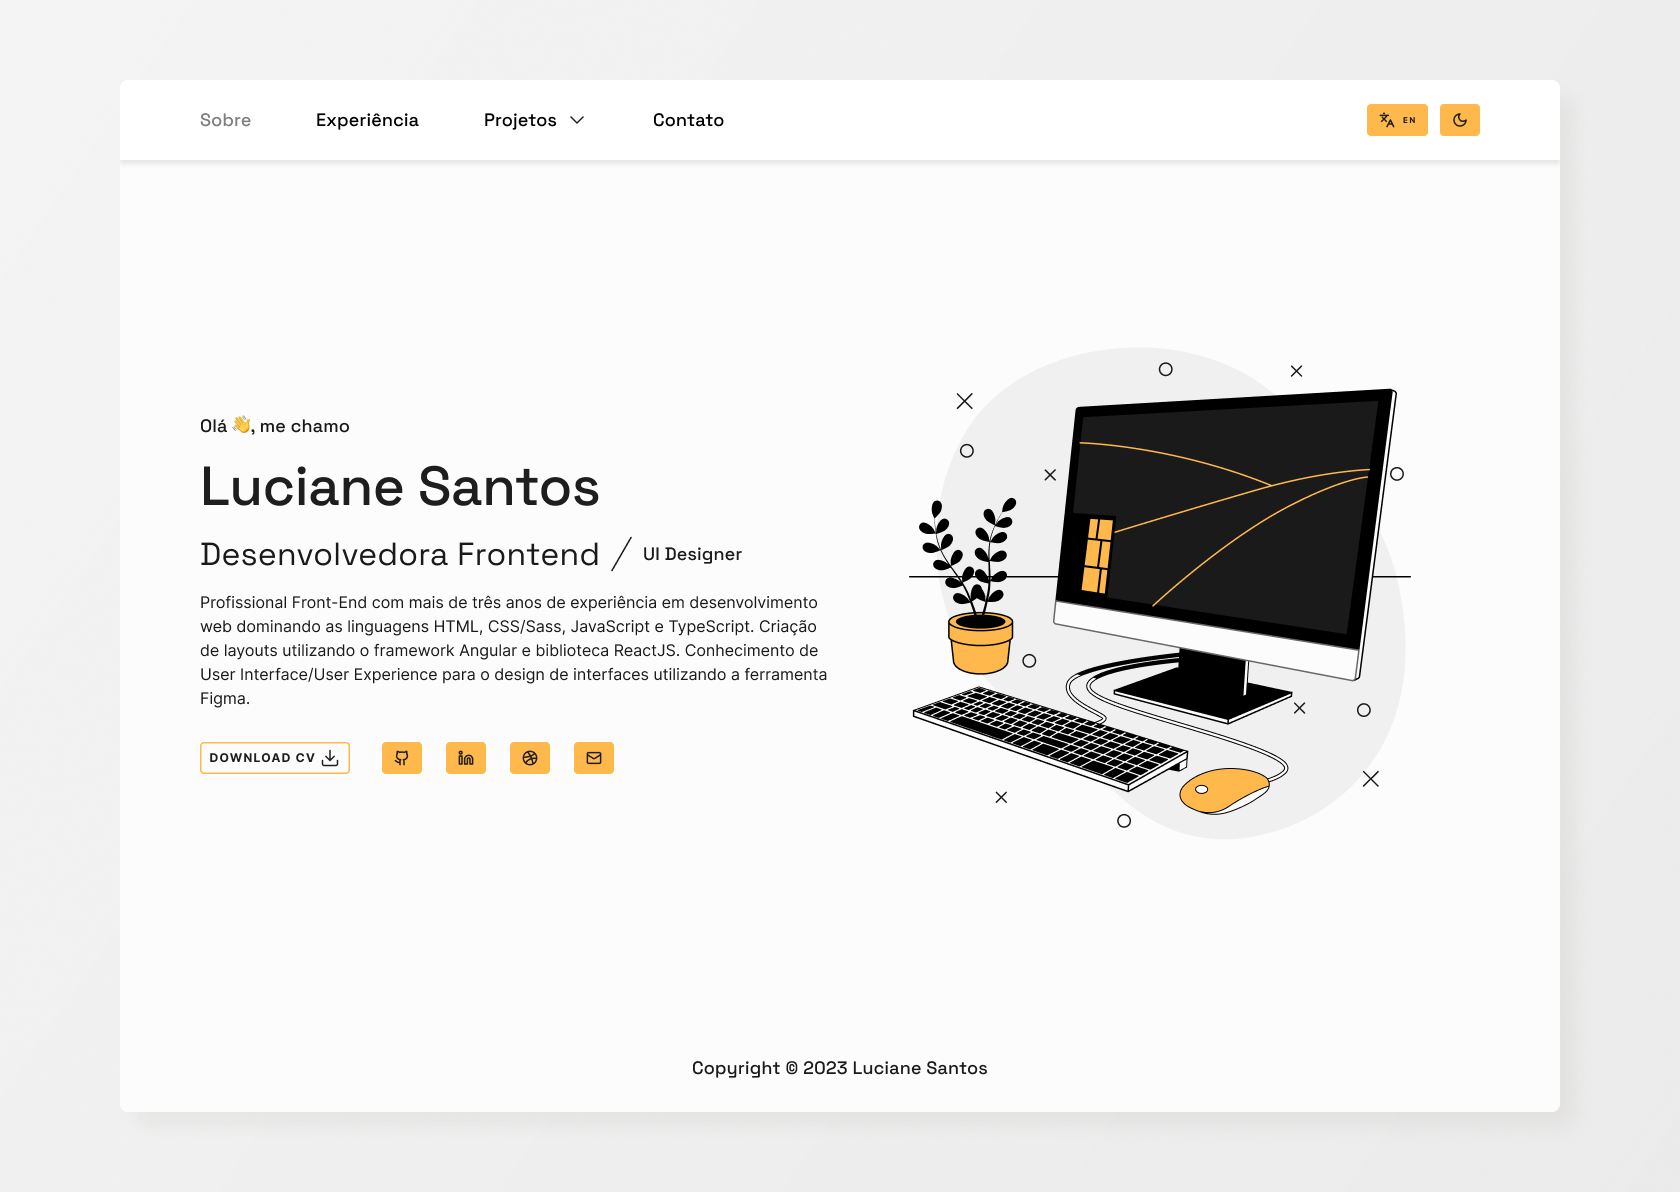 Sobre Experiência Projetos Contato EN
Olá 👋, me chamo
Luciane Santos
Desenvolvedora Frontend / UI Designer
Profissional Front-End com mais de três anos de experiência em desenvolvimento
web dominando as linguagens HTML, CSS/Sass, JavaScript e TypeScript. Criação
de layouts utilizando o framework Angular e biblioteca ReactJS. Conhecimento de
User Interface/User Experience para o design de interfaces utilizando a ferramenta
Figma.
DOWNLOAD CV
Copyright © 2023 Luciane Santos